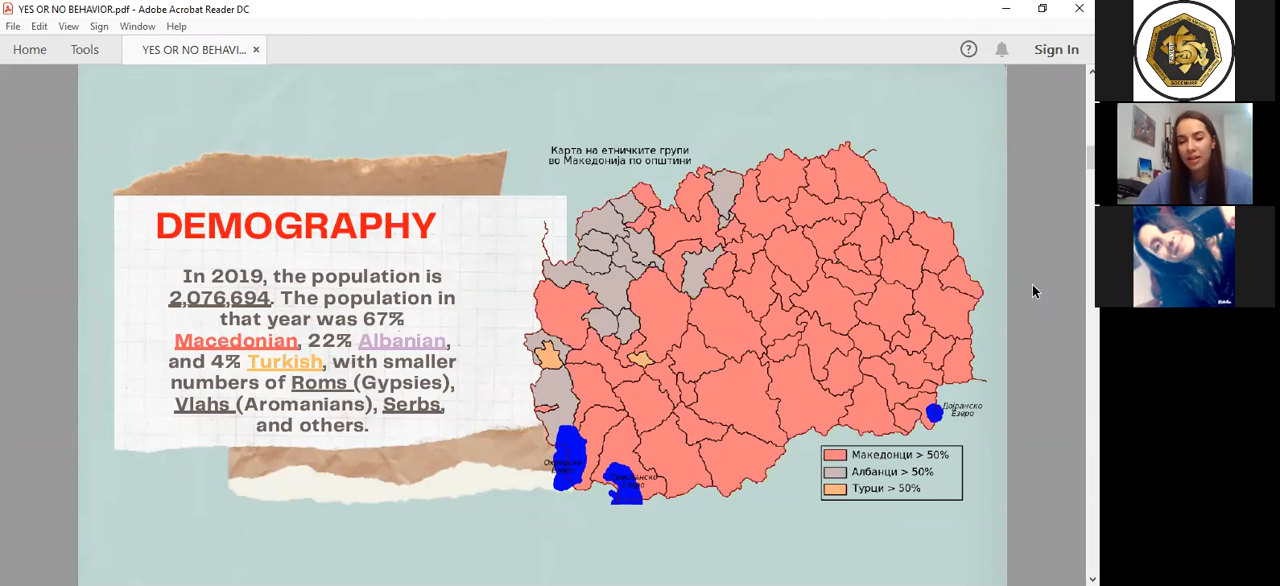 YES OR NO BEHAVIOR.pdf - Adobe Acrobat Reader DC
File Edit View Sign Window Help
Home Tools YES OR NO BEHAVI... × Sign In
DEMOGRAPHY
In 2019, the population is
2,076,694. The population in
that year was 67%
Macedonian, 22% Albanian,
and 4% Turkish, with smaller
numbers of Roms (Gypsies),
Vlahs (Aromanians), Serbs,
and others.
Карта на етничките групи
во Македонија по општини
Дојранско
Езеро
Езеро
Езеро
Македонци > 50%
Албанци > 50%
Турци > 50%
15